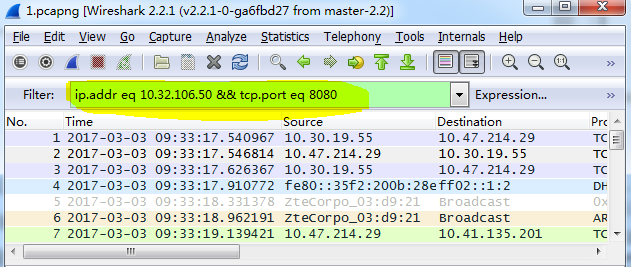 1.pcapng [Wireshark 2.2.1 (v2.2.1-0-ga6fbd27 from master-2.2)]
File Edit View Go Capture Analyze Statistics Telephony Tools Internals Help
Filter: ip.addr eq 10.32.106.50 && tcp.port eq 8080 Expression... »
No. Time Source Destination Pro
1 2017-03-03 09:33:17.540967 10.30.19.55 10.47.214.29 TC
2 2017-03-03 09:33:17.546814 10.47.214.29 10.30.19.55 TC
3 2017-03-03 09:33:17.626367 10.30.19.55 10.47.214.29 TC
4 2017-03-03 09:33:17.910772 fe80::35f2:200b:28e ff02::1:2 DH
5 2017-03-03 09:33:18.331378 ZteCorpo_03:d9:21 Broadcast 0x
6 2017-03-03 09:33:18.962191 ZteCorpo_03:d9:21 Broadcast AR
7 2017-03-03 09:33:19.139421 10.47.214.29 10.41.135.201 TC